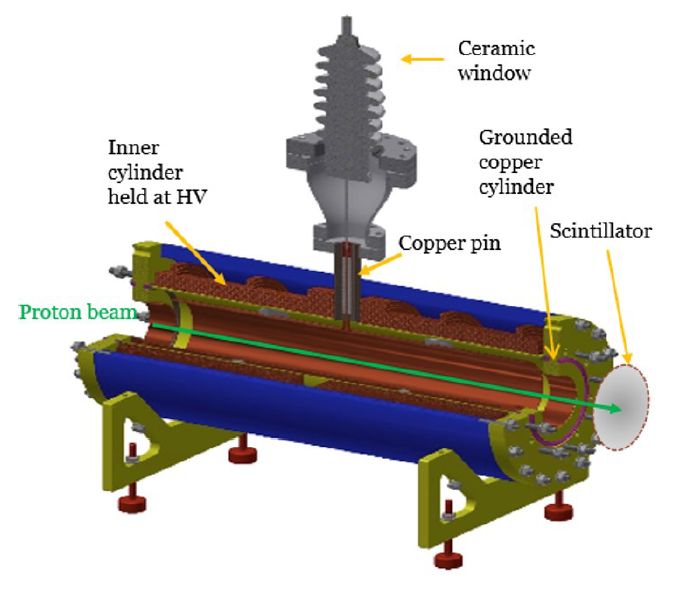 Ceramic
window
Inner
cylinder
held at HV
Grounded
copper
cylinder
Copper pin
Scintillator
Proton beam